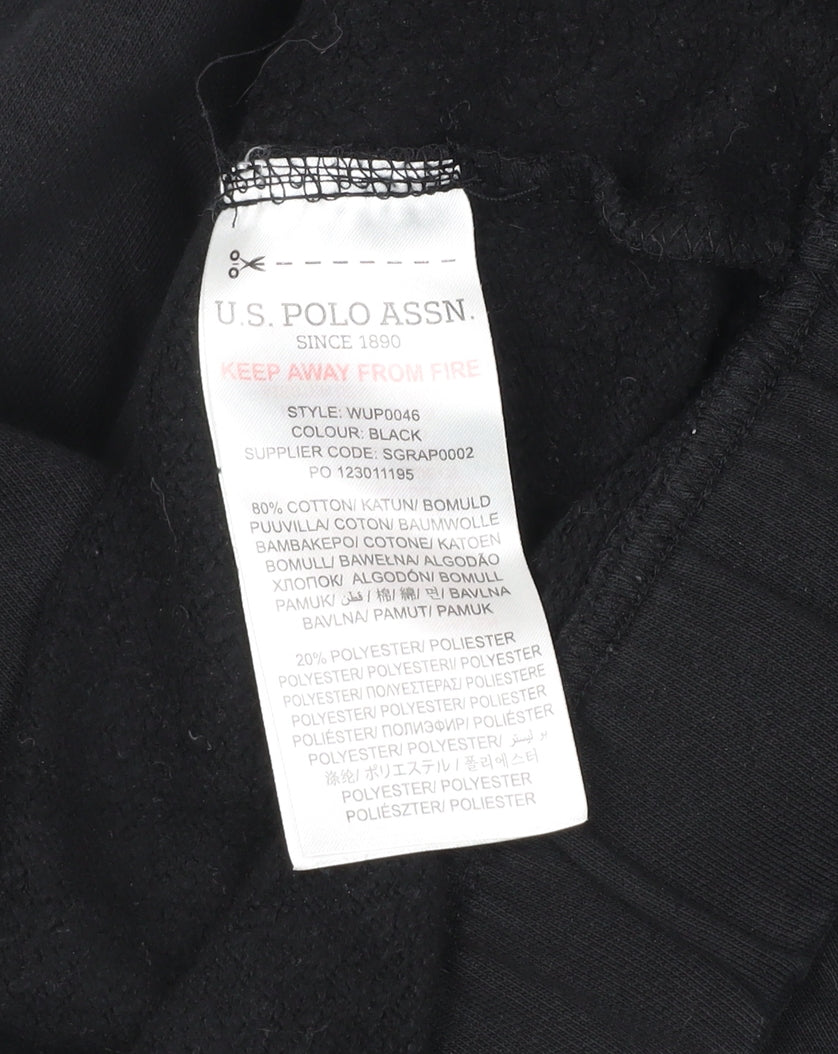 U.S. POLO ASSN.
SINCE 1890
KEEP AWAY FROM FIRE
STYLE: WUP0046
COLOUR: BLACK
SUPPLIER CODE: SGRAP0002
PO 123011195
80% COTTON/ KATUN/ BOMULD
PUUVILLA/ COTON/ BAUMWOLLE
BAMBAKEPO/ COTONE/ KATOEN
BOMULL/ BAWEŁNA/ ALGODÃO
ХЛОПОК/ ALGODÓN/ BOMULL
PAMUK/ قطن / 棉/ 綿/ 면/ BAVLNA
BAVLNA/ PAMUT/ PAMUK
20% POLYESTER/ POLIESTER
POLYESTER/ POLYESTERI/ POLYESTER
POLYESTER/ ΠΟΛΥΕΣΤΕΡΑΣ/ POLIESTERE
POLYESTER/ POLYESTER/ POLIESTER
POLIÉSTER/ ПОЛИЭФИР/ POLIÉSTER
POLYESTER/ POLYESTER/ بو ليستر
涤纶/ ポリエステル / 폴리에스터
POLYESTER/ POLYESTER
POLIÉSZTER/ POLIESTER